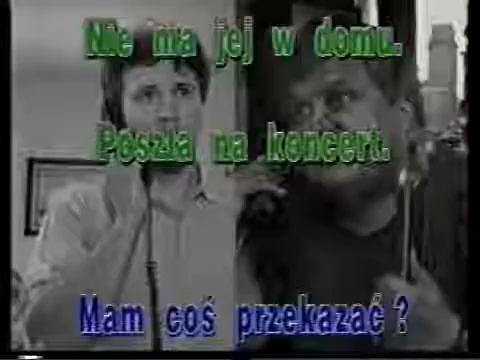 Nie ma jej w domu.
Poszła na koncert.
Mam coś przekazać?